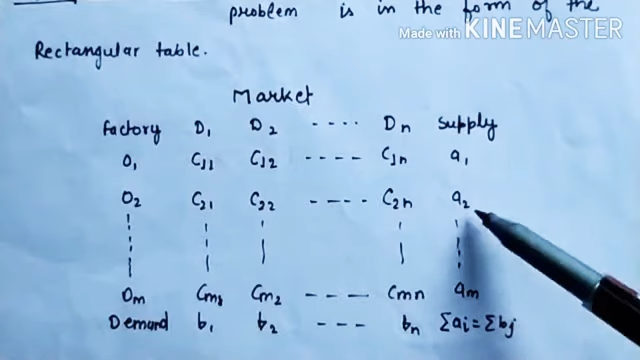 problem is in the form of the
Made with KINEMASTER
Rectangular table.
Market
Factory D₁ D₂ ---- Dₙ Supply
O₁ C₁₁ C₁₂ ---- C₁ₙ a₁
O₂ C₂₁ C₂₂ ---- C₂ₙ a₂
Oₘ Cₘ₁ Cₘ₂ ---- Cₘₙ aₘ
Demand b₁ b₂ --- bₙ Σaᵢ=Σbⱼ